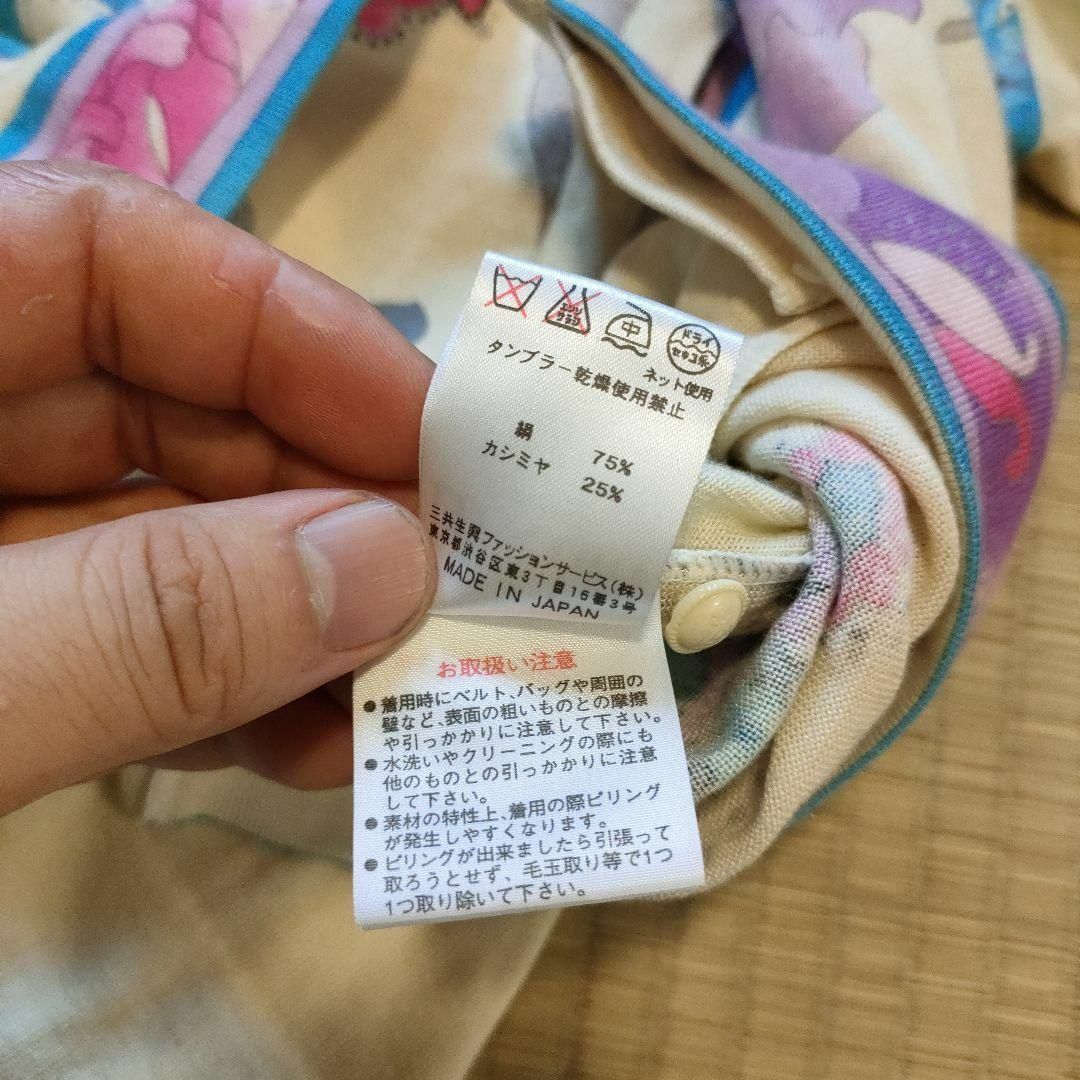 エンソ
サラシ
中
ドライ
セキユ系
ネット使用
タンブラー乾燥使用禁止
絹 75%
カシミヤ 25%
三共生興ファッションサービス(株)
東京都渋谷区東3丁目16番3号
MADE IN JAPAN
お取扱い注意
●着用時にベルト、バッグや周囲の
壁など、表面の粗いものとの摩擦
や引っかかりに注意して下さい。
●水洗いやクリーニングの際にも
他のものとの引っかかりに注意
して下さい。
●素材の特性上、着用の際ピリング
が発生しやすくなります。
●ピリングが出来ましたら引張って
取ろうとせず、毛玉取り等で1つ
1つ取り除いて下さい。